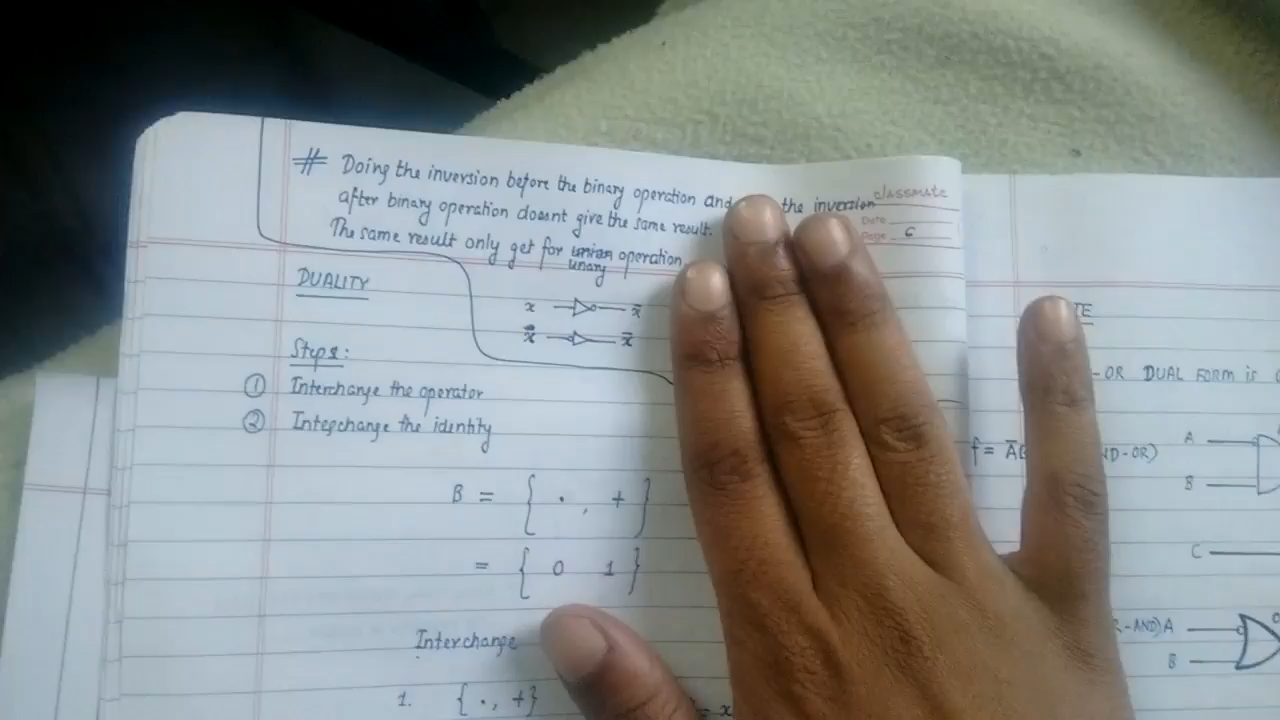 # Doing the inversion before the binary operation and the inversion
after binary operation doesnt give the same result.
The same result only get for operation
unary
classmate
Date
Page 6
DUALITY
x x̄
x x̄
Steps:
① Interchange the operator
② Interchange the identity
B = { . , + }
= { 0 1 }
Interchange
1. { . , + }
= x
TE
-OR DUAL FORM IS
f = Ā
ND-OR)
A
B
C
R-AND) A
B